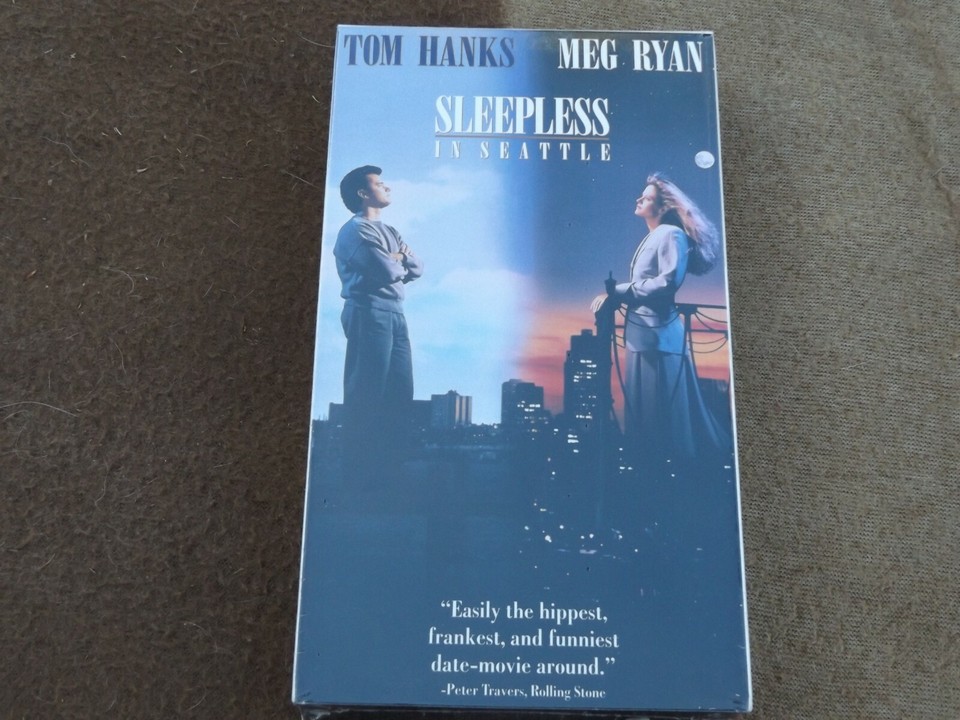 TOM HANKS MEG RYAN
SLEEPLESS
IN SEATTLE
“Easily the hippest,
frankest, and funniest
date-movie around.”
-Peter Travers, Rolling Stone